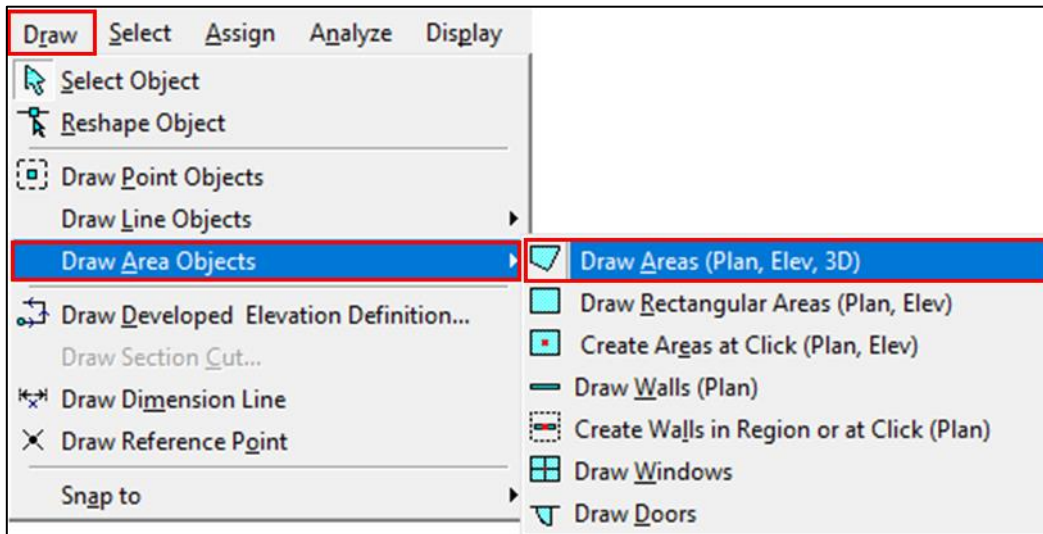 Draw Select Assign Analyze Display
Select Object
Reshape Object
Draw Point Objects
Draw Line Objects
Draw Area Objects
Draw Developed Elevation Definition...
Draw Section Cut...
Draw Dimension Line
Draw Reference Point
Snap to
Draw Areas (Plan, Elev, 3D)
Draw Rectangular Areas (Plan, Elev)
Create Areas at Click (Plan, Elev)
Draw Walls (Plan)
Create Walls in Region or at Click (Plan)
Draw Windows
Draw Doors